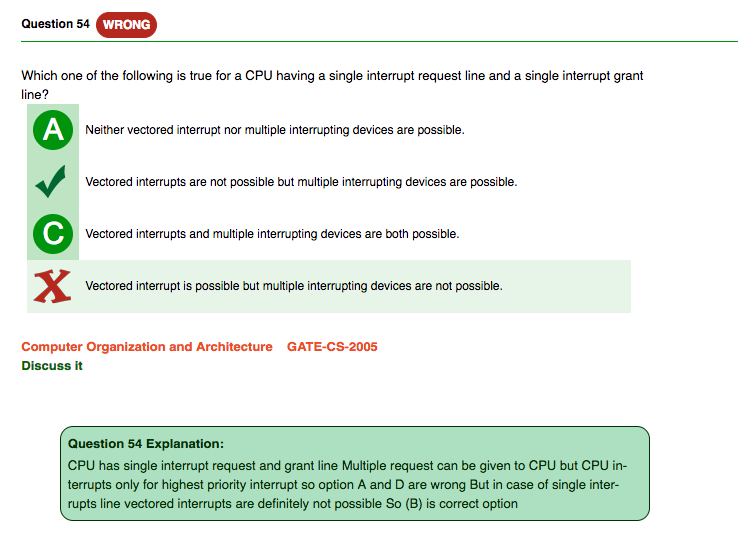 Question 54 WRONG
Which one of the following is true for a CPU having a single interrupt request line and a single interrupt grant
line?
A Neither vectored interrupt nor multiple interrupting devices are possible.
Vectored interrupts are not possible but multiple interrupting devices are possible.
C Vectored interrupts and multiple interrupting devices are both possible.
X Vectored interrupt is possible but multiple interrupting devices are not possible.
Computer Organization and Architecture GATE-CS-2005
Discuss it
Question 54 Explanation:
CPU has single interrupt request and grant line Multiple request can be given to CPU but CPU in-
terrupts only for highest priority interrupt so option A and D are wrong But in case of single inter-
rupts line vectored interrupts are definitely not possible So (B) is correct option